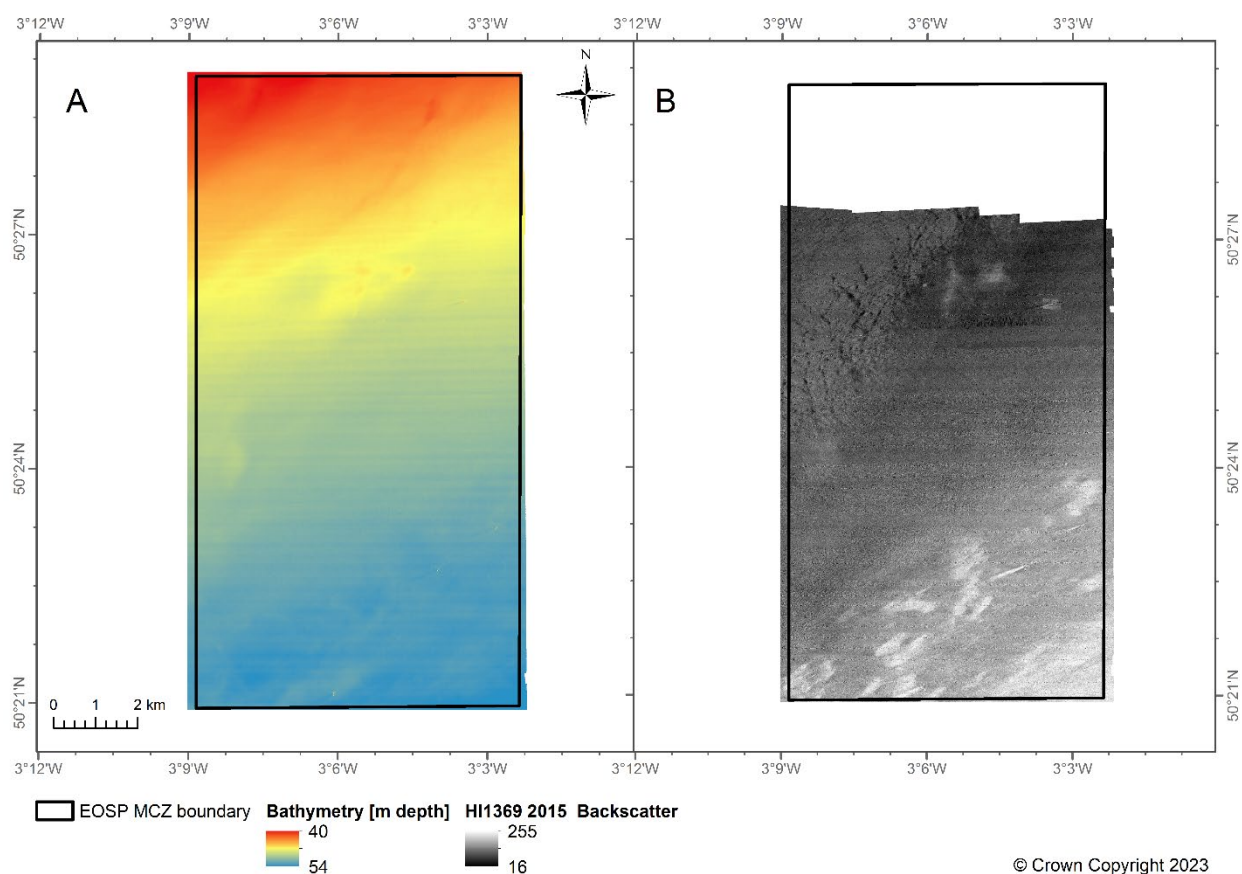 3°12'W 3°9'W 3°6'W 3°3'W 3°12'W 3°9'W 3°6'W 3°3'W
A
N
B
50°27'N
50°27'N
50°24'N
50°24'N
50°21'N
50°21'N
0 1 2 km
3°12'W 3°9'W 3°6'W 3°3'W 3°12'W 3°9'W 3°6'W 3°3'W
EOSP MCZ boundary Bathymetry [m depth] HI1369 2015 Backscatter
40 255
54 16
© Crown Copyright 2023